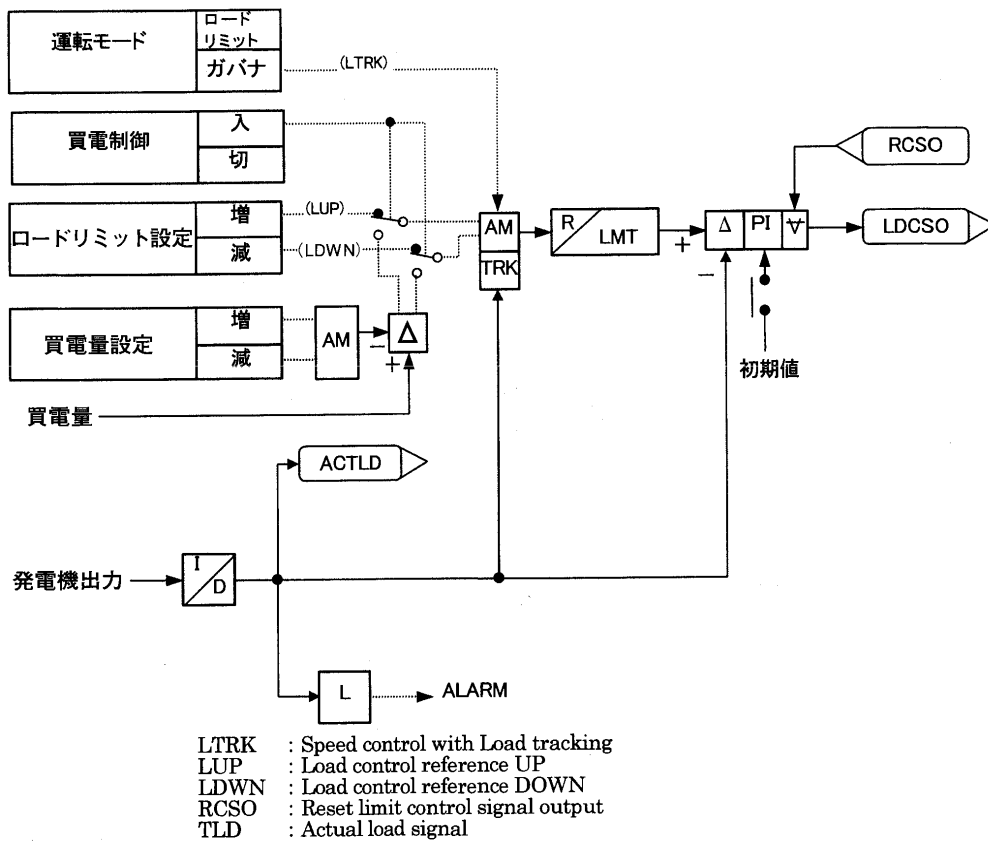 運転モード
ロード
リミット
ガバナ
(LTRK)
買電制御
入
切
RCSO
ロードリミット設定
増
減
(LUP)
(LDWN)
AM
TRK
R
LMT
+
−
Δ
PI
∀
LDCSO
買電量設定
増
減
AM
−
+
Δ
初期値
買電量
ACTLD
発電機出力
I
D
L
ALARM
LTRK : Speed control with Load tracking
LUP : Load control reference UP
LDWN : Load control reference DOWN
RCSO : Reset limit control signal output
TLD : Actual load signal